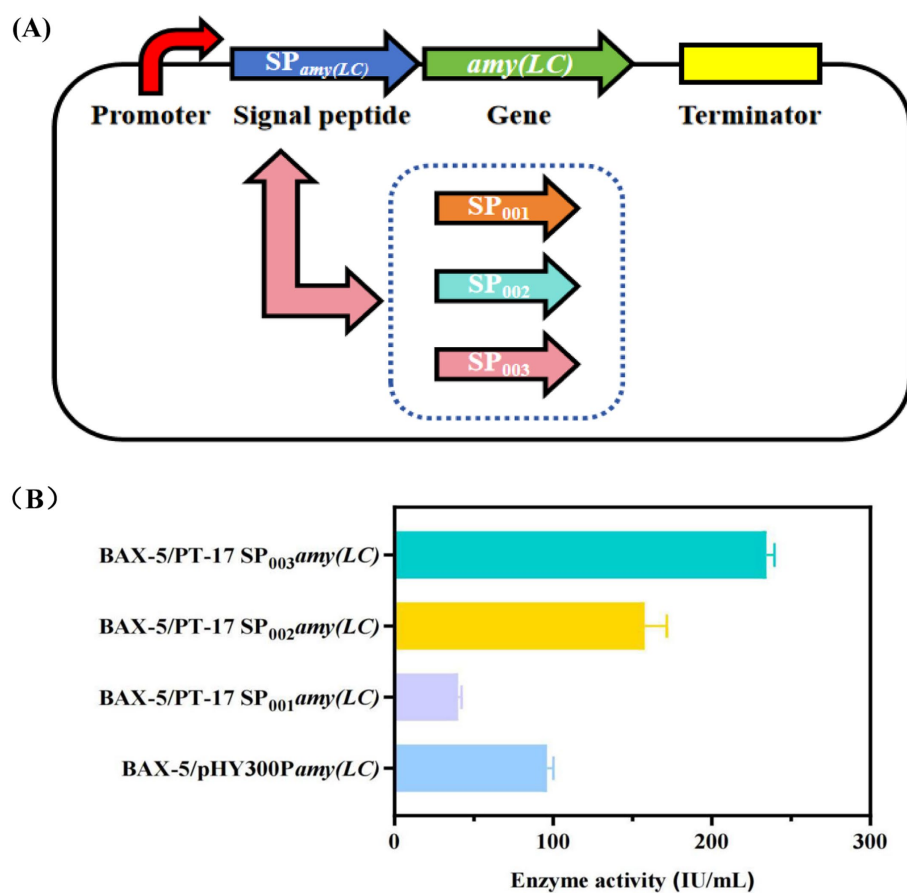 (A)
SP amy(LC) amy(LC)
Promoter Signal peptide Gene Terminator
SP001
SP002
SP003
（B）
BAX-5/PT-17 SP003amy(LC)
BAX-5/PT-17 SP002amy(LC)
BAX-5/PT-17 SP001amy(LC)
BAX-5/pHY300Pamy(LC)
0 100 200 300
Enzyme activity (IU/mL)